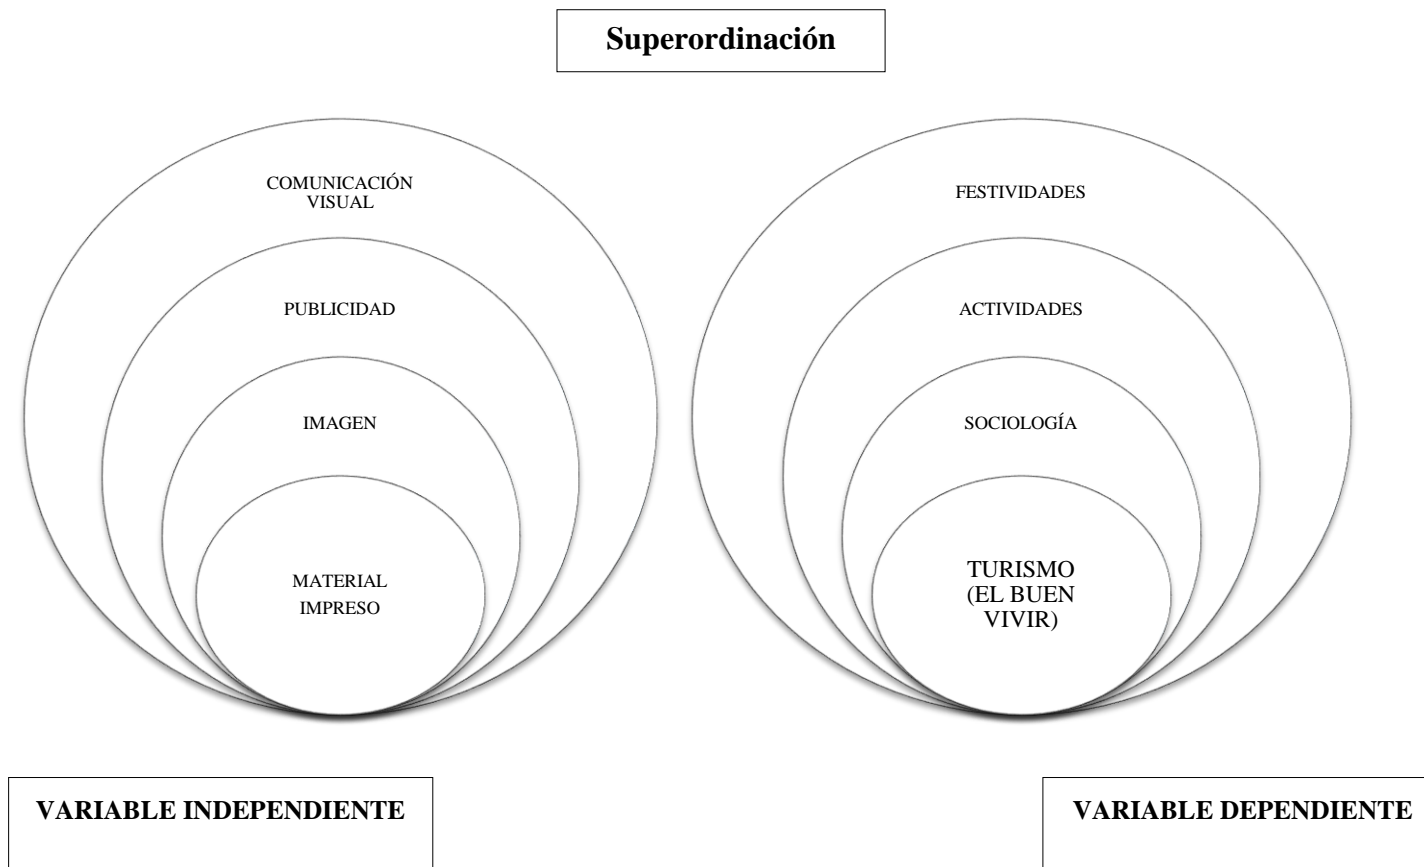 Superordinación
COMUNICACIÓN
VISUAL
PUBLICIDAD
IMAGEN
MATERIAL
IMPRESO
FESTIVIDADES
ACTIVIDADES
SOCIOLOGÍA
TURISMO
(EL BUEN
VIVIR)
VARIABLE INDEPENDIENTE
VARIABLE DEPENDIENTE